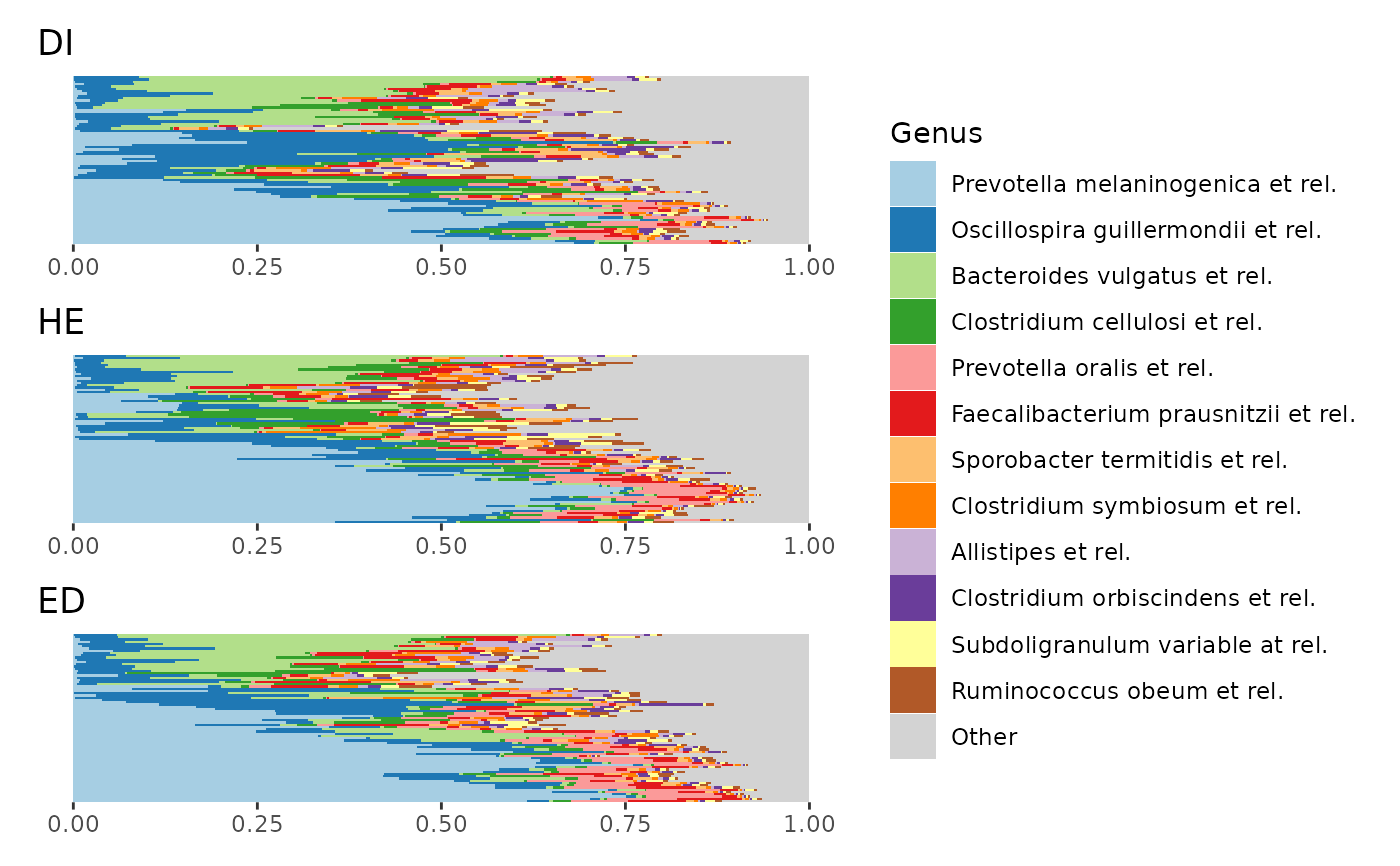 DI
0.00 0.25 0.50 0.75 1.00
HE
0.00 0.25 0.50 0.75 1.00
ED
0.00 0.25 0.50 0.75 1.00
Genus
Prevotella melaninogenica et rel.
Oscillospira guillermondii et rel.
Bacteroides vulgatus et rel.
Clostridium cellulosi et rel.
Prevotella oralis et rel.
Faecalibacterium prausnitzii et rel.
Sporobacter termitidis et rel.
Clostridium symbiosum et rel.
Allistipes et rel.
Clostridium orbiscindens et rel.
Subdoligranulum variable at rel.
Ruminococcus obeum et rel.
Other